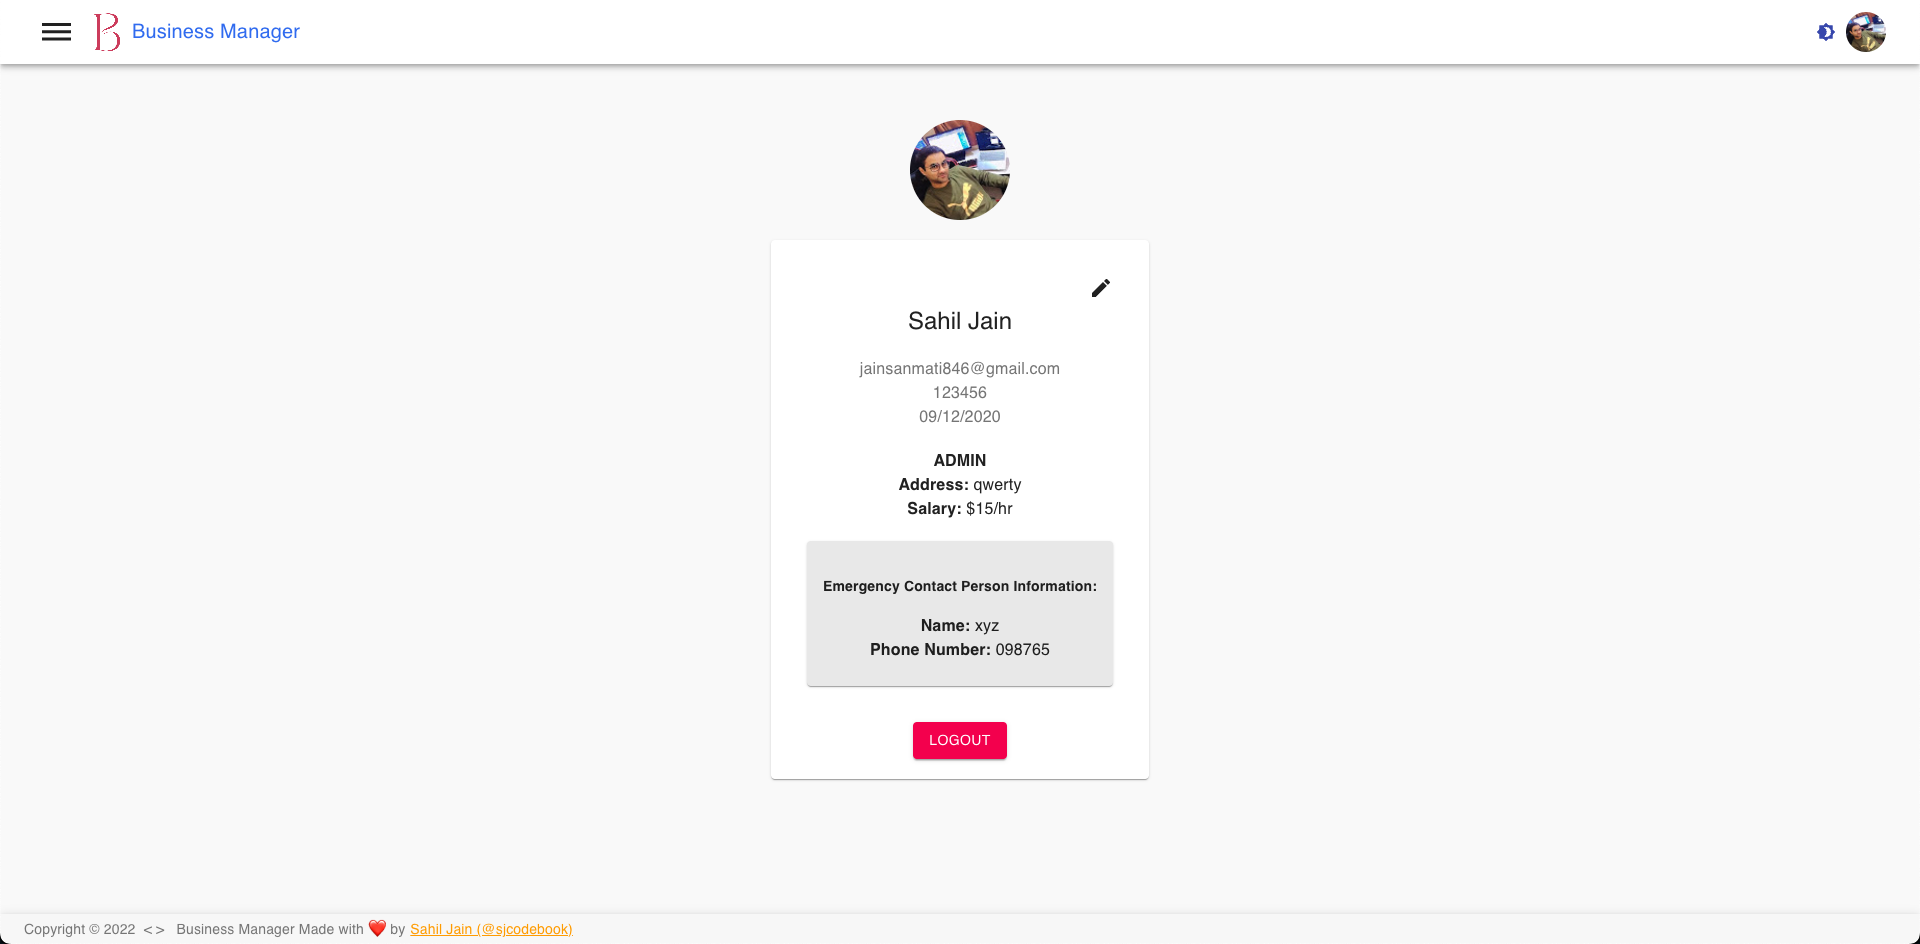 B Business Manager
Sahil Jain
jainsanmati846@gmail.com
123456
09/12/2020
ADMIN
Address: qwerty
Salary: $15/hr
Emergency Contact Person Information:
Name: xyz
Phone Number: 098765
LOGOUT
Copyright © 2022 <> Business Manager Made with ❤️ by Sahil Jain (@sjcodebook)